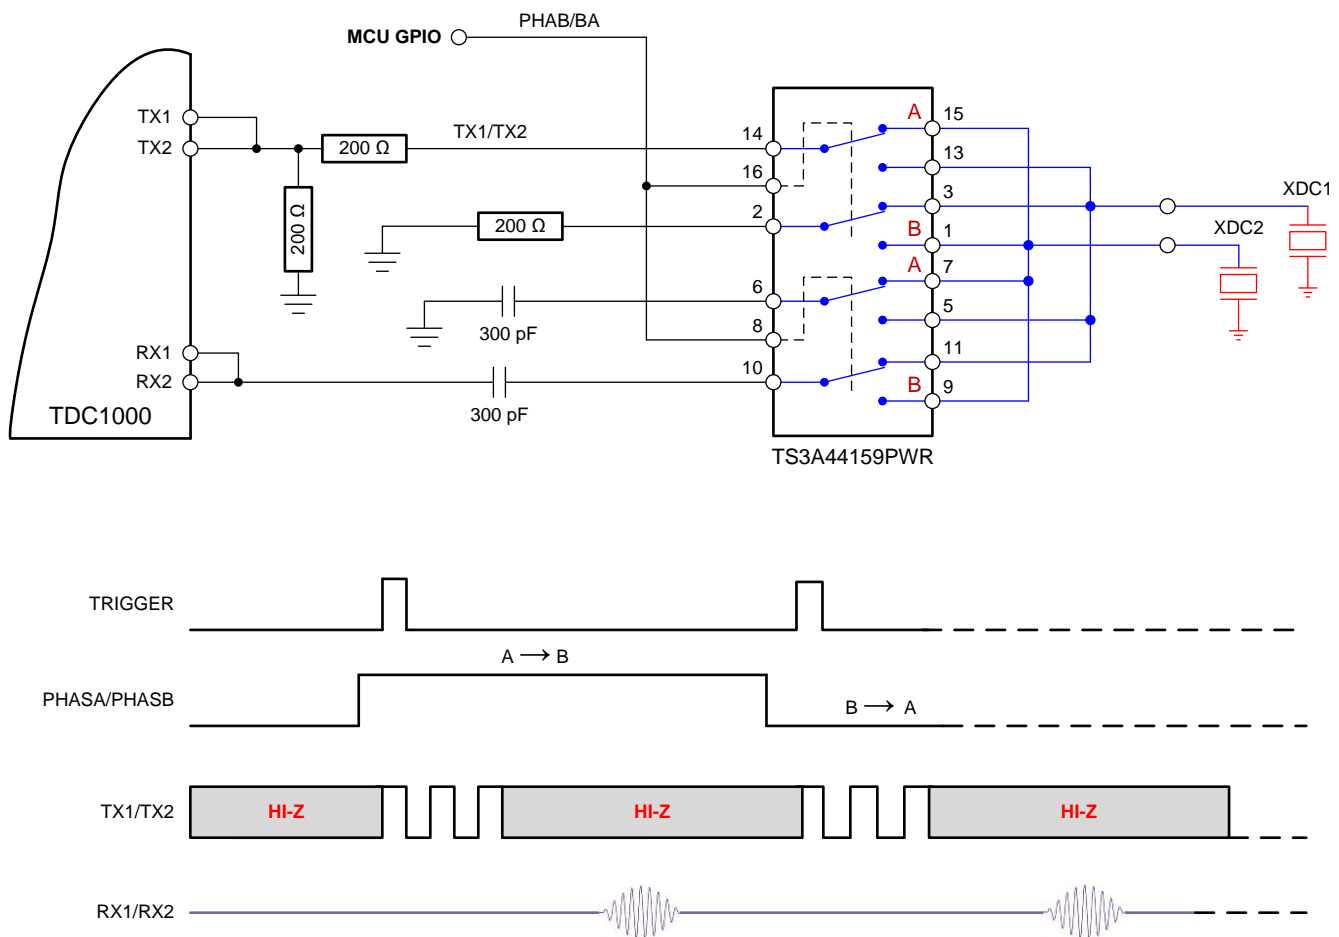 PHAB/BA
MCU GPIO
TX1
TX2
200 Ω
TX1/TX2
200 Ω
200 Ω
300 pF
RX1
RX2
300 pF
TDC1000
14
16
2
6
8
10
A
B
A
B
15
13
3
1
7
5
11
9
TS3A44159PWR
XDC1
XDC2
TRIGGER
A → B
PHASA/PHASB
B → A
TX1/TX2
HI-Z
HI-Z
HI-Z
RX1/RX2